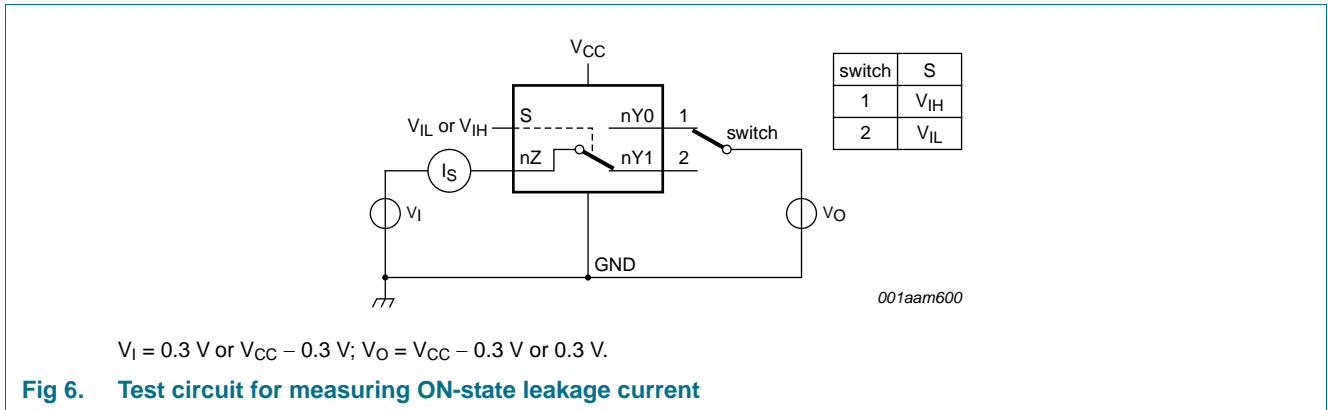 VCC
switch S
1 VIH
2 VIL
S nY0 1
VIL or VIH
switch
nZ nY1 2
IS
VI
VO
GND
001aam600
VI = 0.3 V or VCC − 0.3 V; VO = VCC − 0.3 V or 0.3 V.
Fig 6. Test circuit for measuring ON-state leakage current